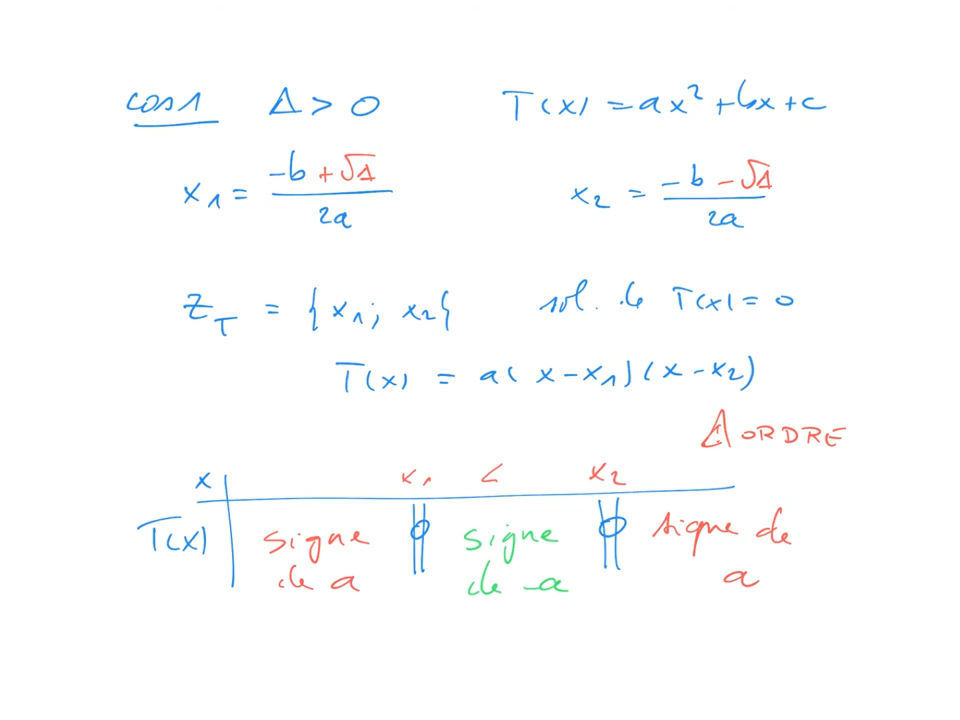 cas 1 Δ > 0 T(x) = ax² + bx + c
x₁ = (-b + √Δ) / 2a x₂ = (-b - √Δ) / 2a
Z_T = {x₁; x₂} sol. de T(x) = 0
T(x) = a(x - x₁)(x - x₂)
⚠ ORDRE
x x₁ < x₂
T(x) signe 0 signe 0 signe de
de a de -a a